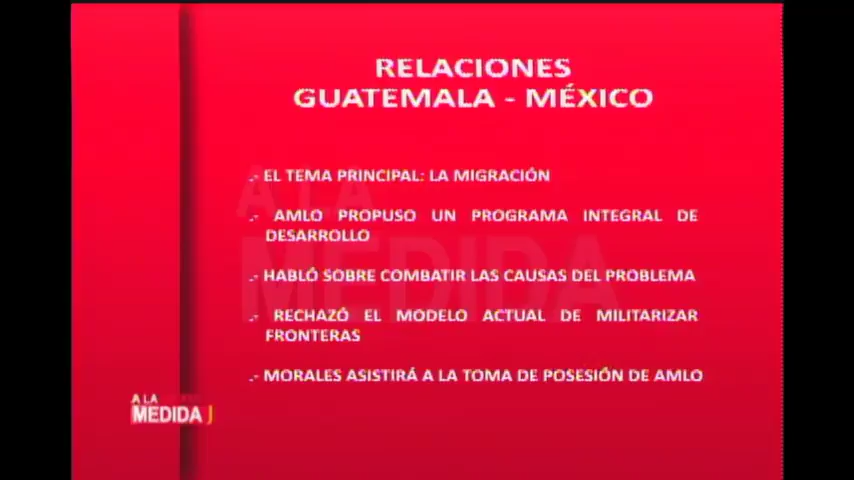 RELACIONES
GUATEMALA - MÉXICO
A LA
MEDIDA
.- EL TEMA PRINCIPAL: LA MIGRACIÓN
.- AMLO PROPUSO UN PROGRAMA INTEGRAL DE
DESARROLLO
.- HABLÓ SOBRE COMBATIR LAS CAUSAS DEL PROBLEMA
.- RECHAZÓ EL MODELO ACTUAL DE MILITARIZAR
FRONTERAS
.- MORALES ASISTIRÁ A LA TOMA DE POSESIÓN DE AMLO
A LA
MEDIDA